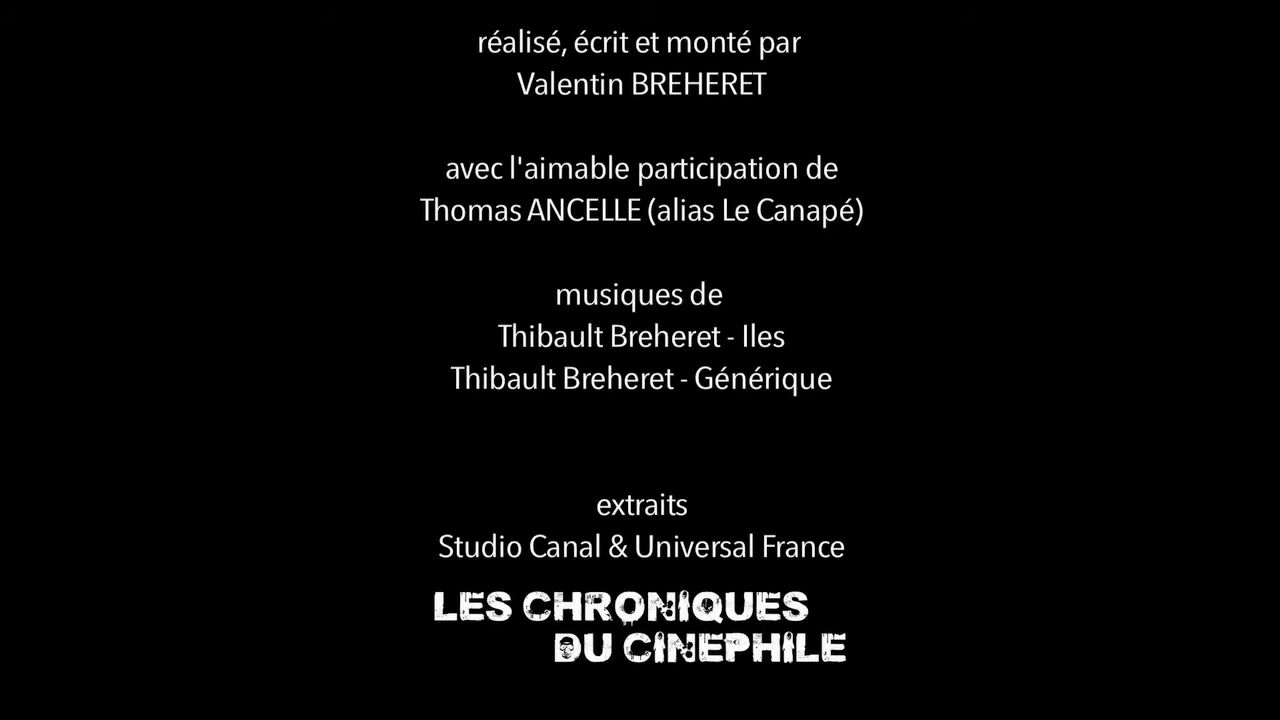 réalisé, écrit et monté par
Valentin BREHERET
avec l'aimable participation de
Thomas ANCELLE (alias Le Canapé)
musiques de
Thibault Breheret - Iles
Thibault Breheret - Générique
extraits
Studio Canal & Universal France
LES CHRONIQUES
DU CINEPHILE